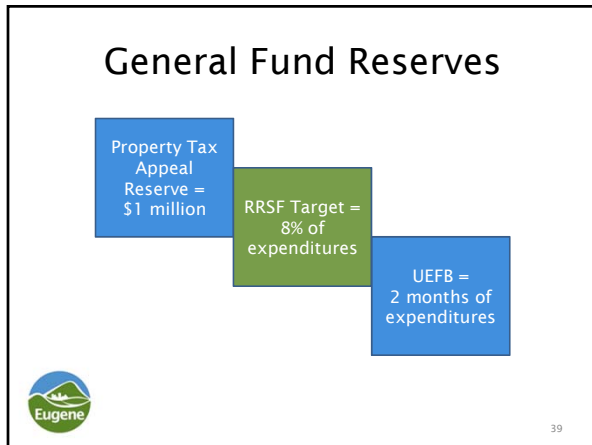 General Fund Reserves
Property Tax
Appeal
Reserve =
$1 million
RRSF Target =
8% of
expenditures
UEFB =
2 months of
expenditures
Eugene
39